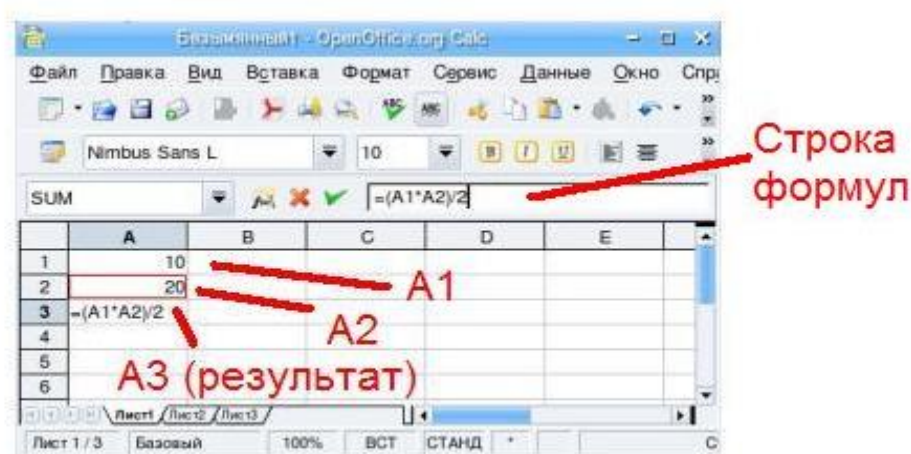 Безымянный1 - OpenOffice.org Calc
Файл Правка Вид Вставка Формат Сервис Данные Окно Спр
Nimbus Sans L 10
Строка
формул
SUM =(A1*A2)/2
A B C D E
1 10
2 20
A1
3 =(A1*A2)/2
A2
4
5
A3 (результат)
6
Лист1 Лист2 Лист3
Лист 1 / 3 Базовый 100% ВСТ СТАНД * С